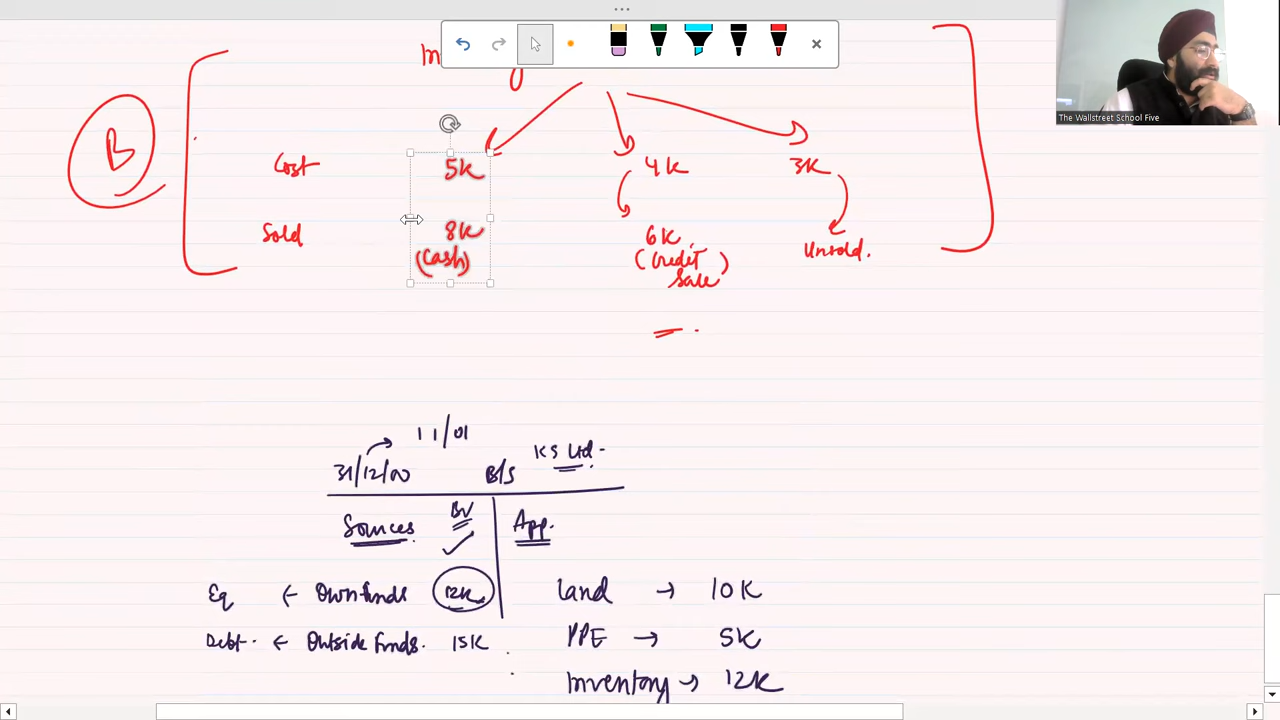 The Wallstreet School Five
B
Cost 5K 4K 3K
Sold 8K 6K Unsold.
(Cash) (Credit
Sale)
1 1/01
31/12/00 B/S KS Ltd.
Sources BV App.
Eq ← Own funds 12K Land → 10K
Debt ← Outside funds. 15K PPE → 5K
Inventory → 12K